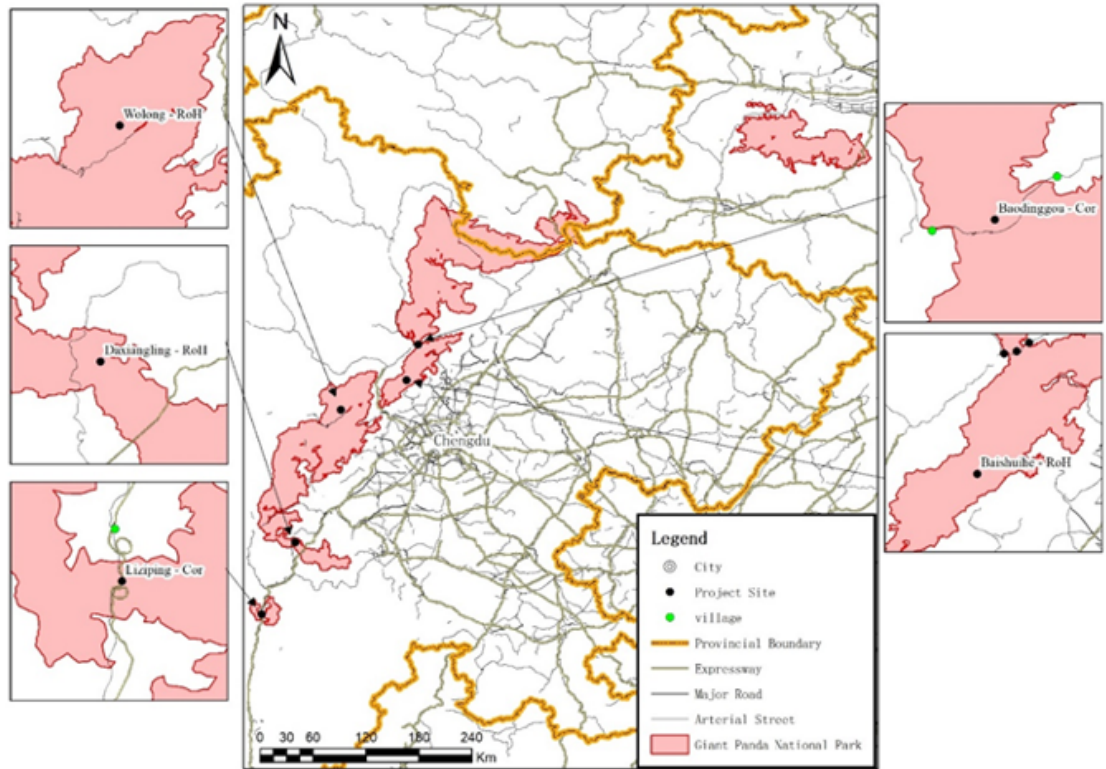 Wolong - RoH
Daxiangling - RoH
Liziping - Cor
N
Chengdu
0 30 60 120 180 240
Km
Baodinggou - Cor
Baishuihe - RoH
Legend
City
Project Site
village
Provincial Boundary
Expressway
Major Road
Arterial Street
Giant Panda National Park